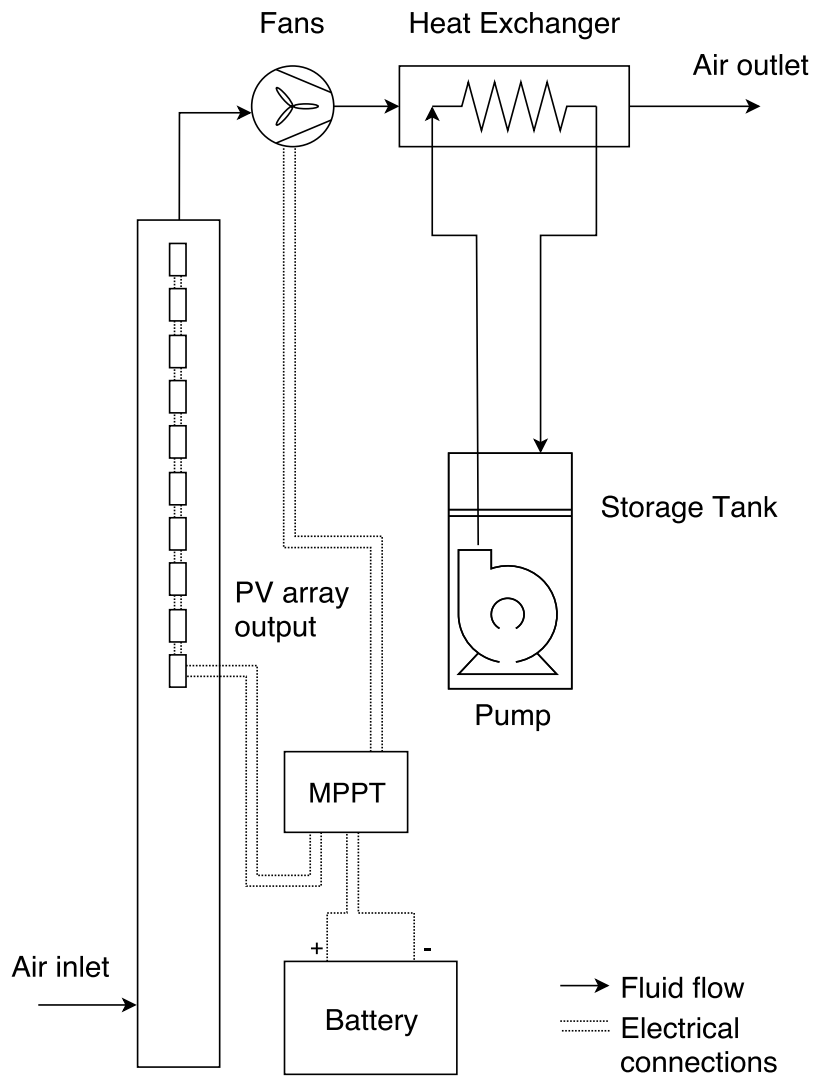 Fans
Heat Exchanger
Air outlet
Storage Tank
PV array
output
Pump
MPPT
+
-
Air inlet
Battery
Fluid flow
Electrical
connections